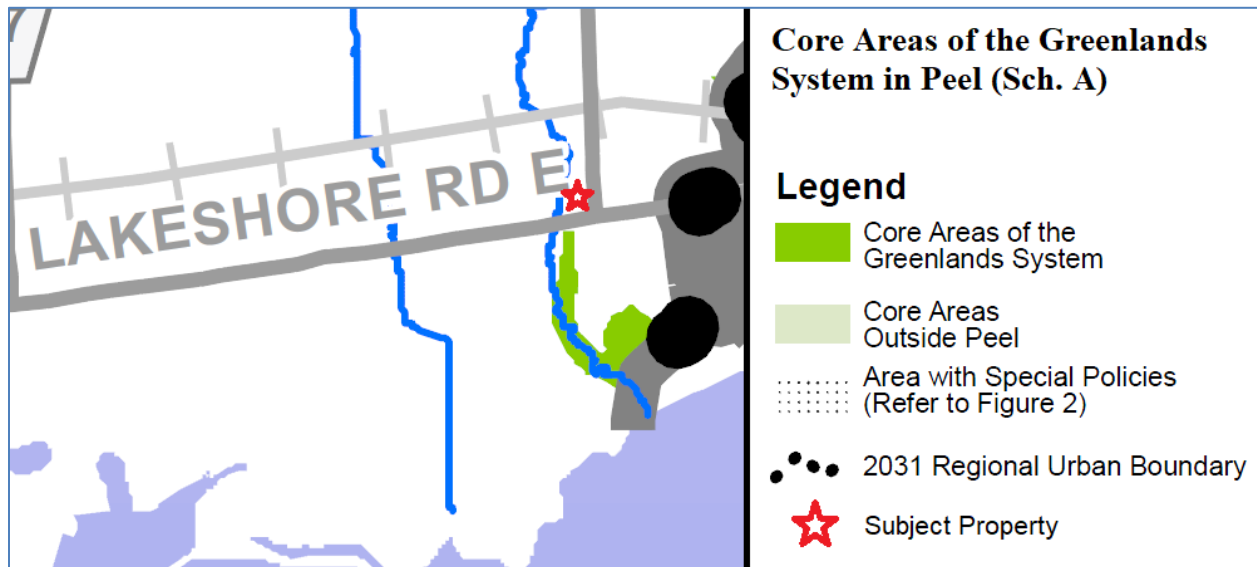 LAKESHORE RD E
Core Areas of the Greenlands
System in Peel (Sch. A)
Legend
Core Areas of the
Greenlands System
Core Areas
Outside Peel
Area with Special Policies
(Refer to Figure 2)
2031 Regional Urban Boundary
Subject Property